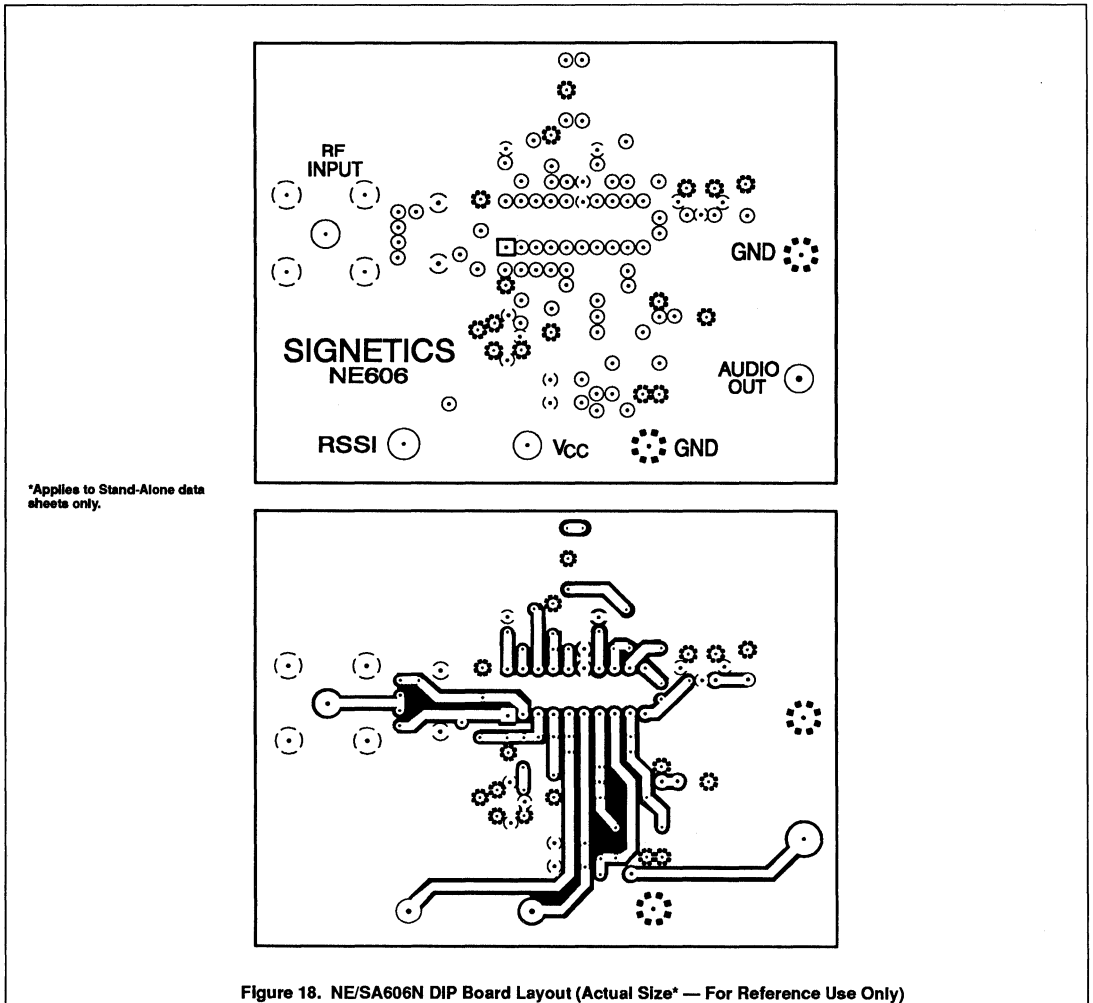 RF
INPUT
GND
SIGNETICS
NE606
AUDIO
OUT
RSSI
VCC
GND
*Applies to Stand-Alone data
sheets only.
Figure 18. NE/SA606N DIP Board Layout (Actual Size* — For Reference Use Only)